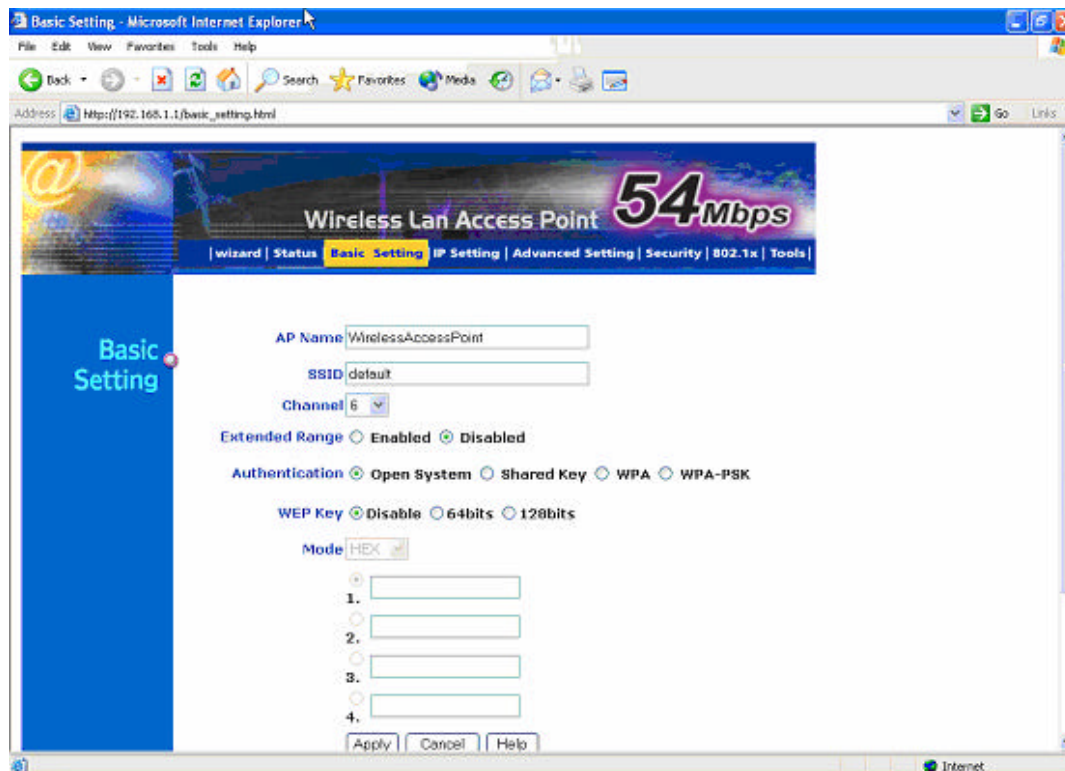 Basic Setting - Microsoft Internet Explorer
File Edit View Favorites Tools Help
Back Search Favorites Media
Address http://192.168.1.1/basic_setting.html Go Links
@
Wireless Lan Access Point 54Mbps
|wizard | Status | Basic Setting |IP Setting | Advanced Setting | Security | 802.1x | Tools|
Basic Setting
AP Name WirelessAccessPoint
SSID default
Channel 6
Extended Range Enabled Disabled
Authentication Open System Shared Key WPA WPA-PSK
WEP Key Disable 64bits 128bits
Mode HEX
1.
2.
3.
4.
Apply Cancel Help
Internet